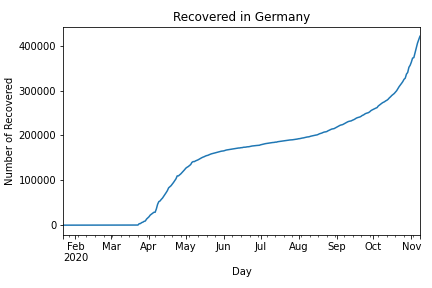 Recovered in Germany
Number of Recovered
400000
300000
200000
100000
0
Feb Mar Apr May Jun Jul Aug Sep Oct Nov
2020
Day